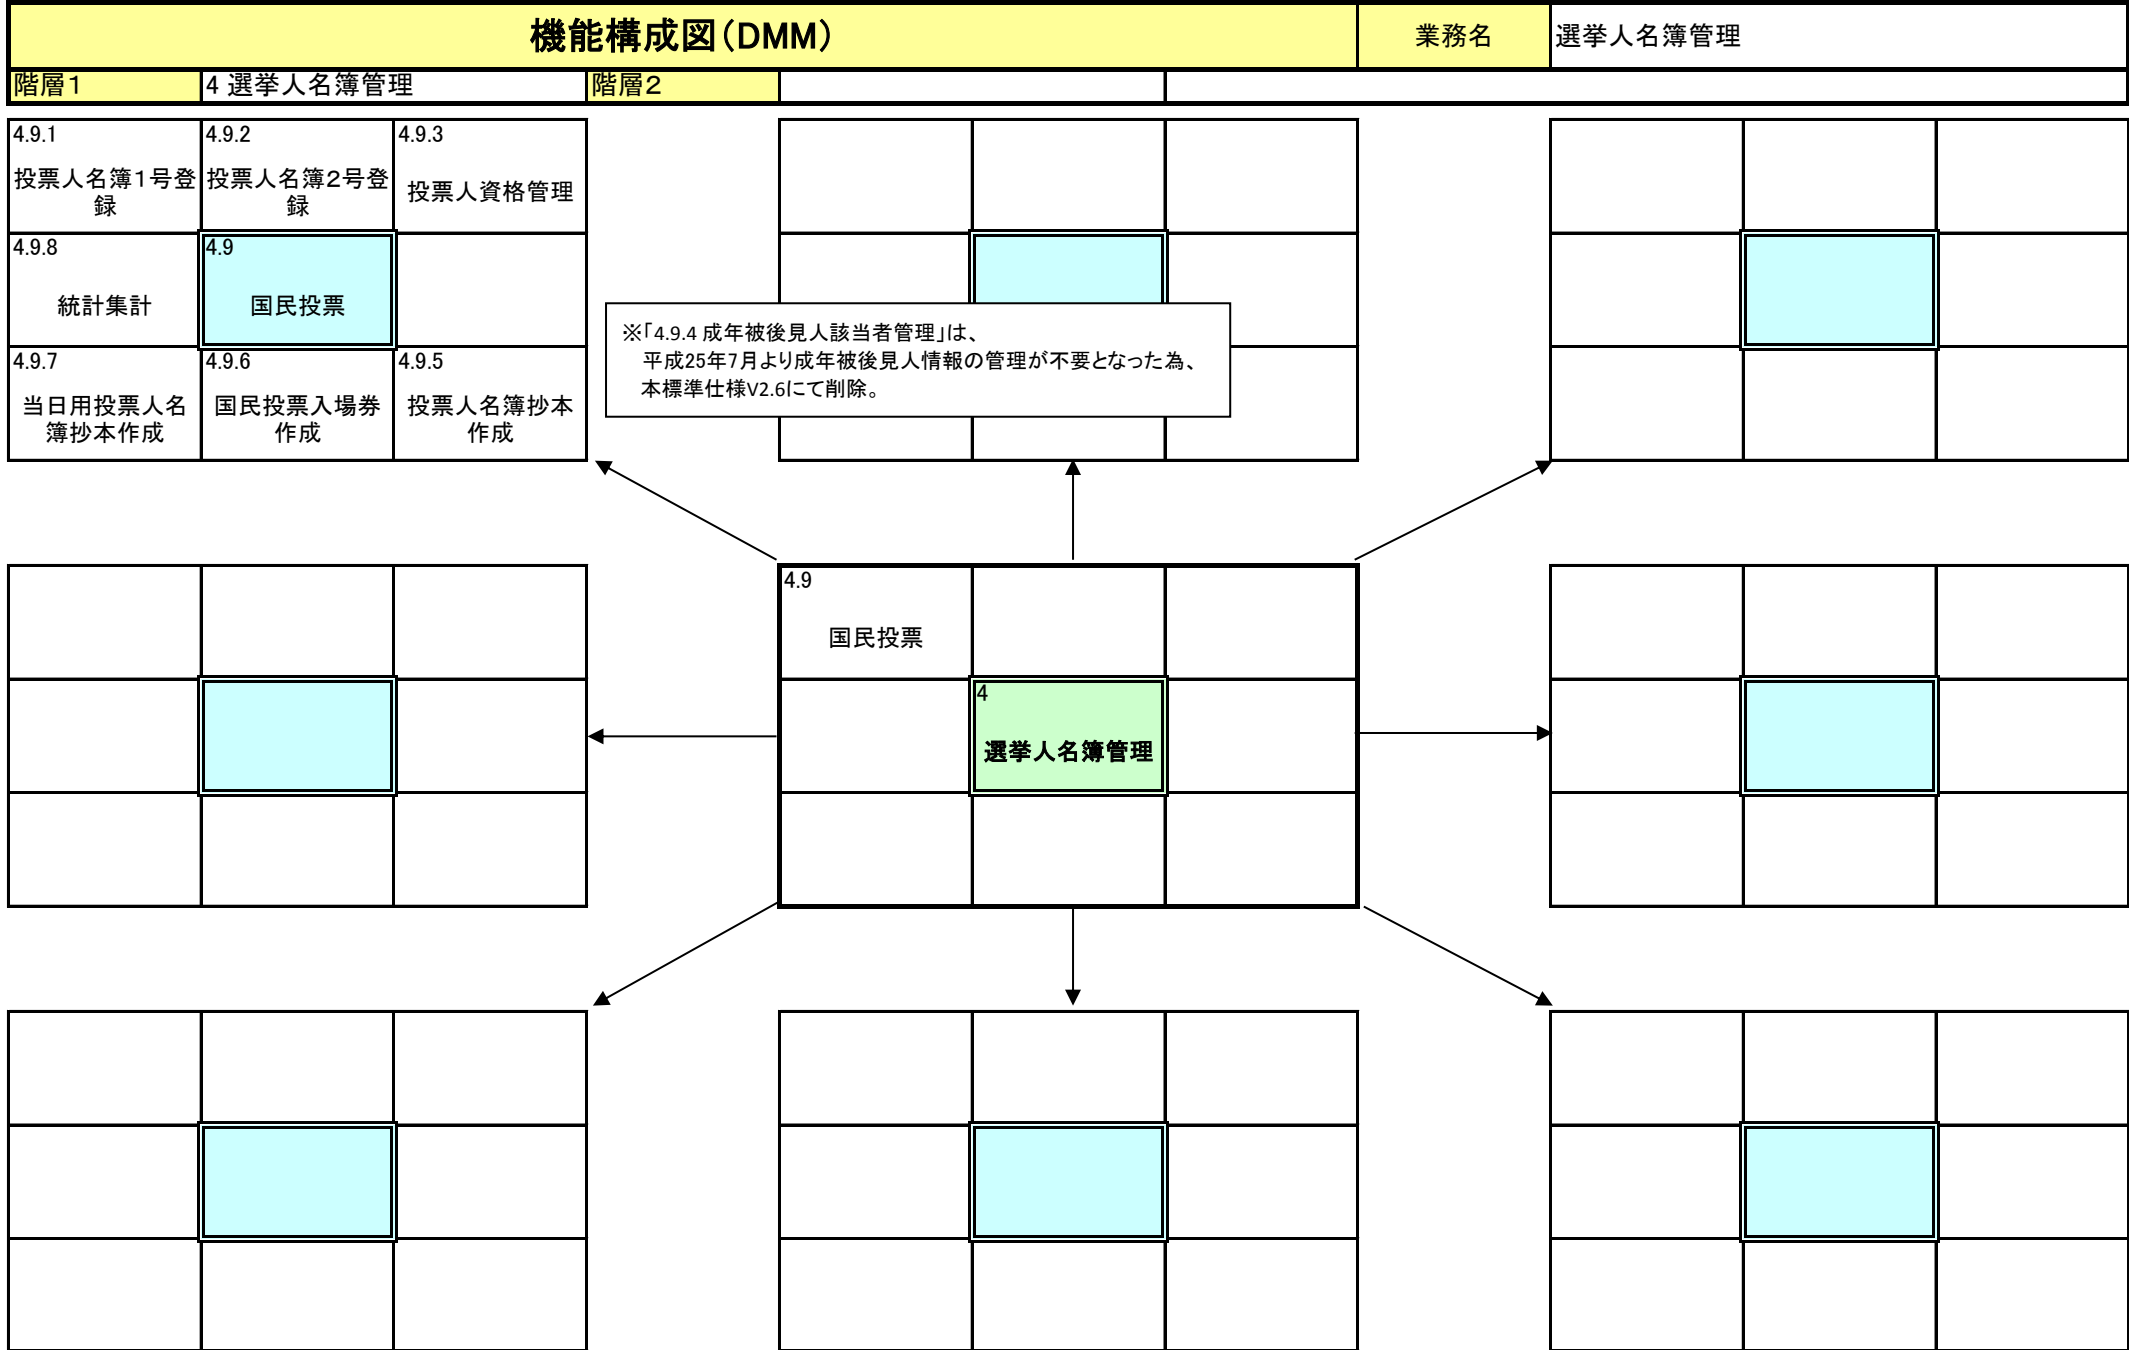 機能構成図(DMM)
業務名
選挙人名簿管理
階層1
4 選挙人名簿管理
階層2
4.9.1
投票人名簿1号登
録
4.9.2
投票人名簿2号登
録
4.9.3
投票人資格管理
4.9.8
統計集計
4.9
国民投票
4.9.7
当日用投票人名
簿抄本作成
4.9.6
国民投票入場券
作成
4.9.5
投票人名簿抄本
作成
※「4.9.4 成年被後見人該当者管理」は、
平成25年7月より成年被後見人情報の管理が不要となった為、
本標準仕様V2.6にて削除。
4.9
国民投票
4
選挙人名簿管理